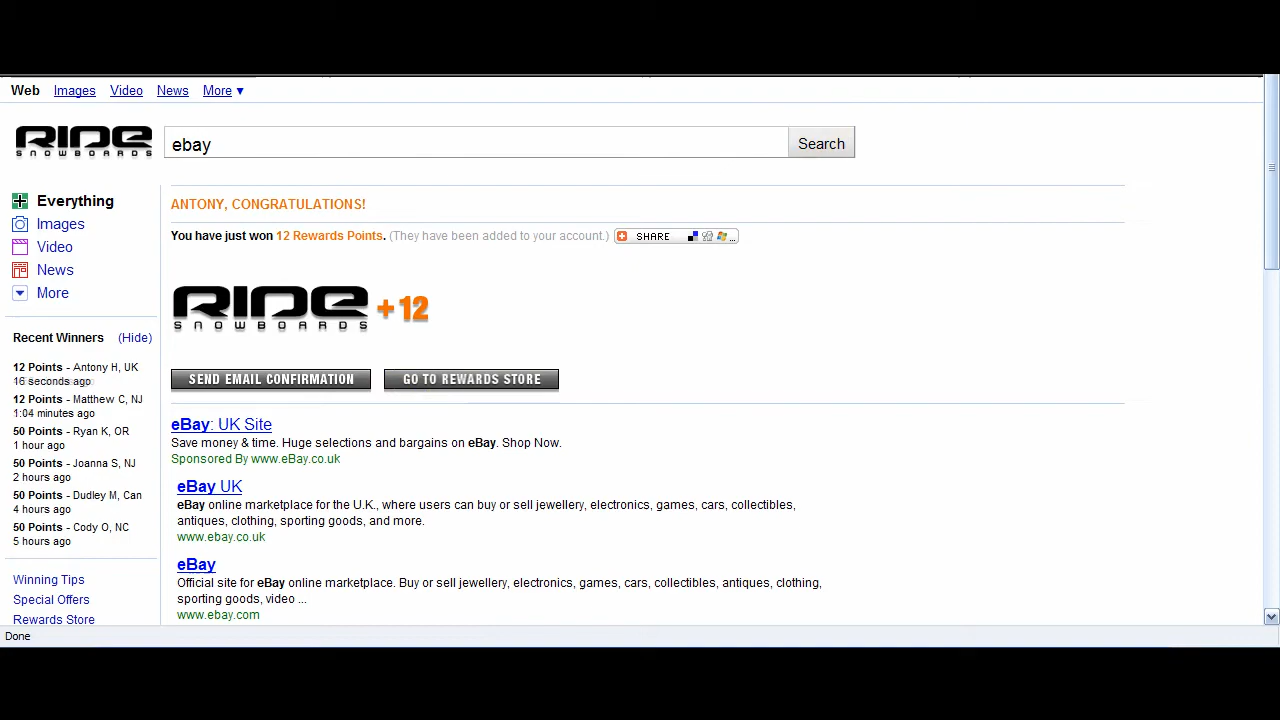 Web Images Video News More ▼
RIDE
SNOWBOARDS
ebay
Search
Everything
Images
Video
News
More
Recent Winners (Hide)
12 Points - Antony H, UK
16 seconds ago
12 Points - Matthew C, NJ
1:04 minutes ago
50 Points - Ryan K, OR
1 hour ago
50 Points - Joanna S, NJ
2 hours ago
50 Points - Dudley M, Can
4 hours ago
50 Points - Cody O, NC
5 hours ago
Winning Tips
Special Offers
Rewards Store
ANTONY, CONGRATULATIONS!
You have just won 12 Rewards Points. (They have been added to your account.) SHARE ...
RIDE +12
SNOWBOARDS
SEND EMAIL CONFIRMATION GO TO REWARDS STORE
eBay: UK Site
Save money & time. Huge selections and bargains on eBay. Shop Now.
Sponsored By www.eBay.co.uk
eBay UK
eBay online marketplace for the U.K., where users can buy or sell jewellery, electronics, games, cars, collectibles,
antiques, clothing, sporting goods, and more.
www.ebay.co.uk
eBay
Official site for eBay online marketplace. Buy or sell jewellery, electronics, games, cars, collectibles, antiques, clothing,
sporting goods, video ...
www.ebay.com
Done